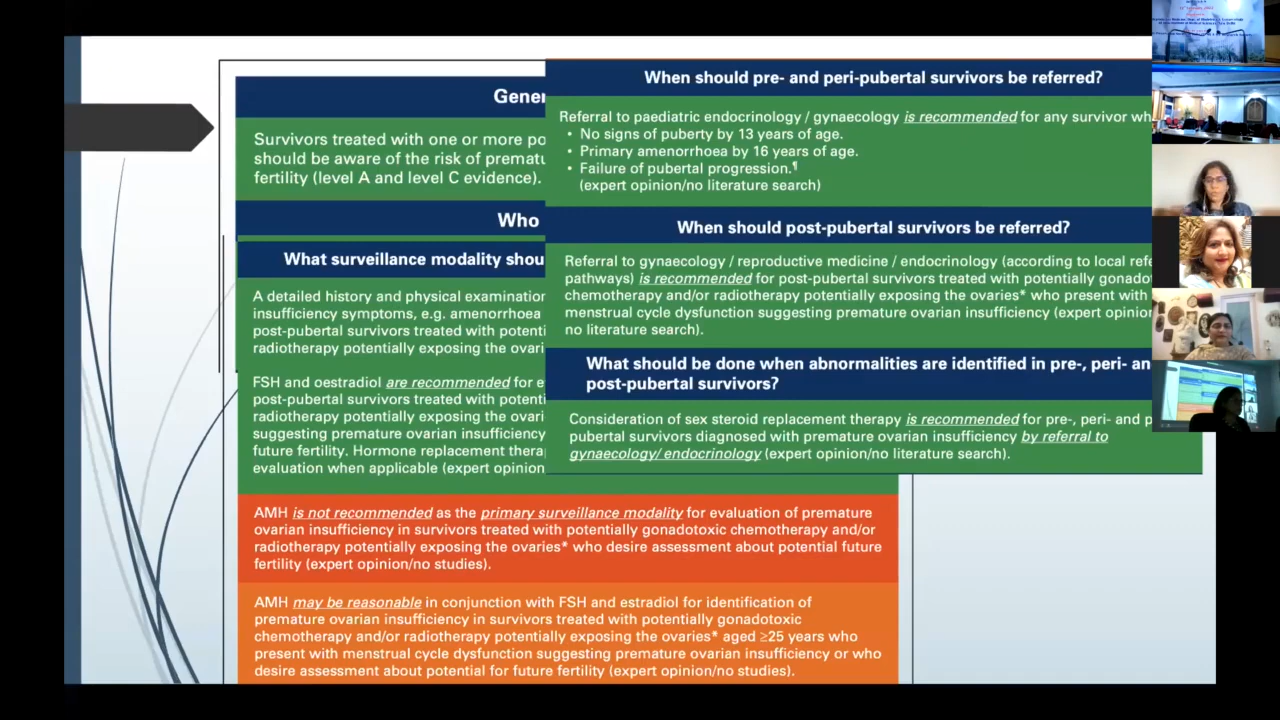 Gener
Survivors treated with one or more po
should be aware of the risk of premat
fertility (level A and level C evidence).
Who
What surveillance modality shou
A detailed history and physical examination
insufficiency symptoms, e.g. amenorrhoea
post-pubertal survivors treated with potenti
radiotherapy potentially exposing the ovari
FSH and oestradiol are recommended for e
post-pubertal survivors treated with potenti
radiotherapy potentially exposing the ovari
suggesting premature ovarian insufficiency
future fertility. Hormone replacement therap
evaluation when applicable (expert opinion
AMH is not recommended as the primary surveillance modality for evaluation of premature
ovarian insufficiency in survivors treated with potentially gonadotoxic chemotherapy and/or
radiotherapy potentially exposing the ovaries* who desire assessment about potential future
fertility (expert opinion/no studies).
AMH may be reasonable in conjunction with FSH and estradiol for identification of
premature ovarian insufficiency in survivors treated with potentially gonadotoxic
chemotherapy and/or radiotherapy potentially exposing the ovaries* aged ≥25 years who
present with menstrual cycle dysfunction suggesting premature ovarian insufficiency or who
desire assessment about potential for future fertility (expert opinion/no studies).
When should pre- and peri-pubertal survivors be referred?
Referral to paediatric endocrinology / gynaecology is recommended for any survivor wh
• No signs of puberty by 13 years of age.
• Primary amenorrhoea by 16 years of age.
• Failure of pubertal progression.¶
(expert opinion/no literature search)
When should post-pubertal survivors be referred?
Referral to gynaecology / reproductive medicine / endocrinology (according to local refe
pathways) is recommended for post-pubertal survivors treated with potentially gonado
chemotherapy and/or radiotherapy potentially exposing the ovaries* who present with
menstrual cycle dysfunction suggesting premature ovarian insufficiency (expert opinior
no literature search).
What should be done when abnormalities are identified in pre-, peri- an
post-pubertal survivors?
Consideration of sex steroid replacement therapy is recommended for pre-, peri- and p
pubertal survivors diagnosed with premature ovarian insufficiency by referral to
gynaecology/ endocrinology (expert opinion/no literature search).